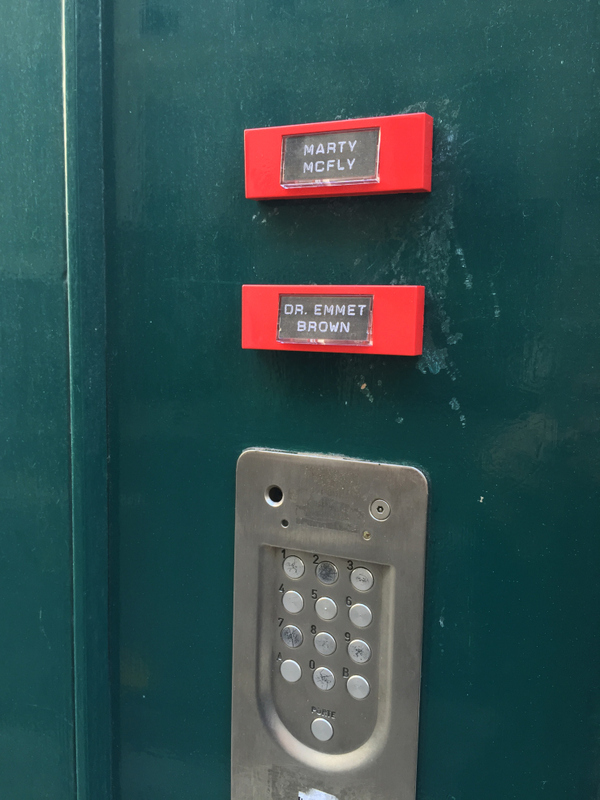 MARTY
MCFLY
DR. EMMET
BROWN
1 2 3
4 5 6
7 8 9
A 0 B
PORTE